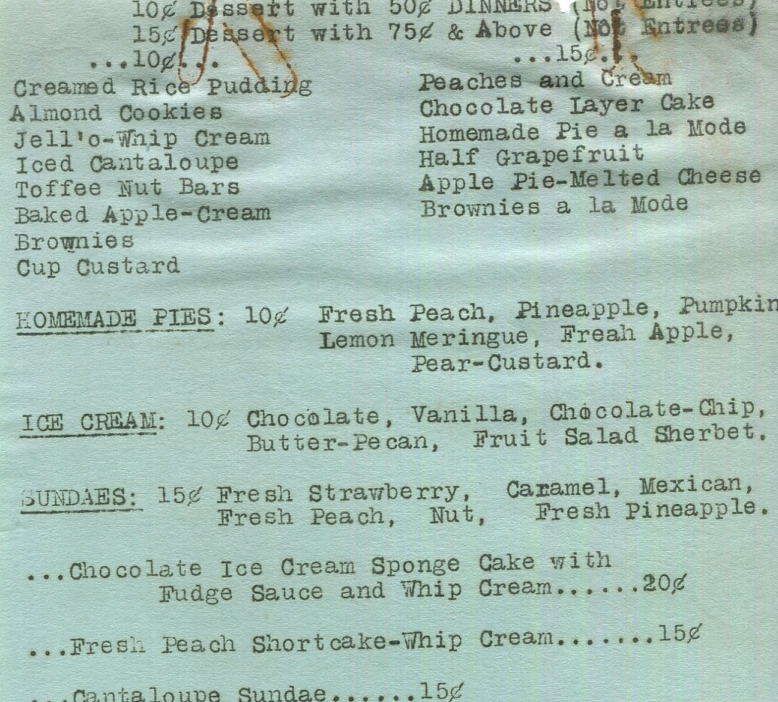 10¢ Dessert with 50¢ DINNERS (Not Entrees)
15¢ Dessert with 75¢ & Above (Not Entrees)
...10¢... ...15¢..
Creamed Rice Pudding Peaches and Cream
Almond Cookies Chocolate Layer Cake
Jell'o-Whip Cream Homemade Pie a la Mode
Iced Cantaloupe Half Grapefruit
Toffee Nut Bars Apple Pie-Melted Cheese
Baked Apple-Cream Brownies a la Mode
Brownies
Cup Custard
HOMEMADE PIES: 10¢ Fresh Peach, Pineapple, Pumpkin
Lemon Meringue, Freah Apple,
Pear-Custard.
ICE CREAM: 10¢ Chocolate, Vanilla, Chocolate-Chip,
Butter-Pecan, Fruit Salad Sherbet.
SUNDAES: 15¢ Fresh Strawberry, Caramel, Mexican,
Fresh Peach, Nut, Fresh Pineapple.
...Chocolate Ice Cream Sponge Cake with
Fudge Sauce and Whip Cream......20¢
...Fresh Peach Shortcake-Whip Cream.......15¢
...Cantaloupe Sundae......15¢